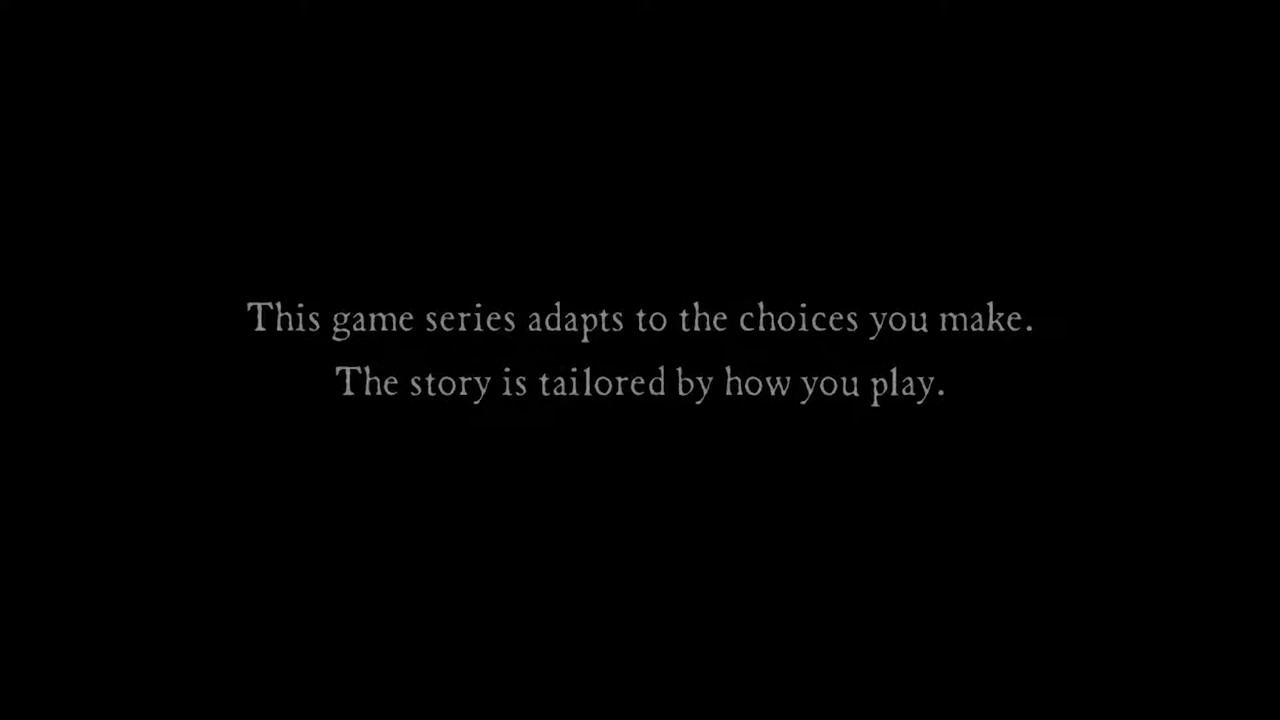 This game series adapts to the choices you make.
The story is tailored by how you play.